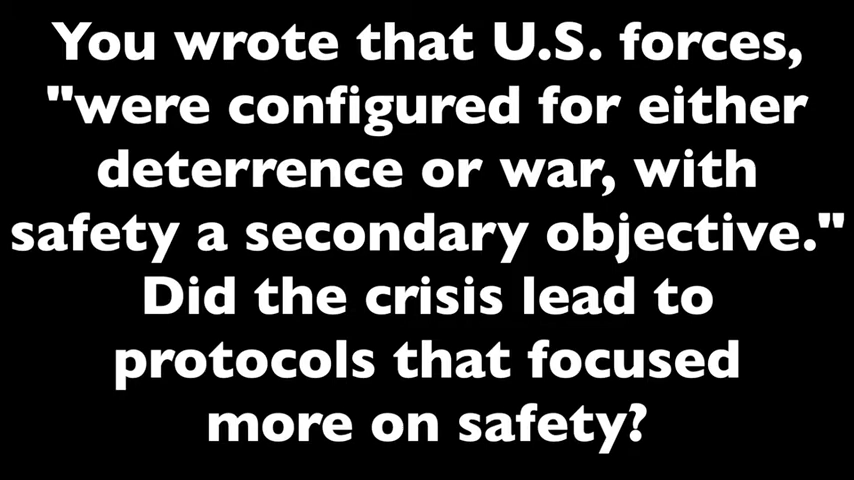 You wrote that U.S. forces,
"were configured for either
deterrence or war, with
safety a secondary objective."
Did the crisis lead to
protocols that focused
more on safety?